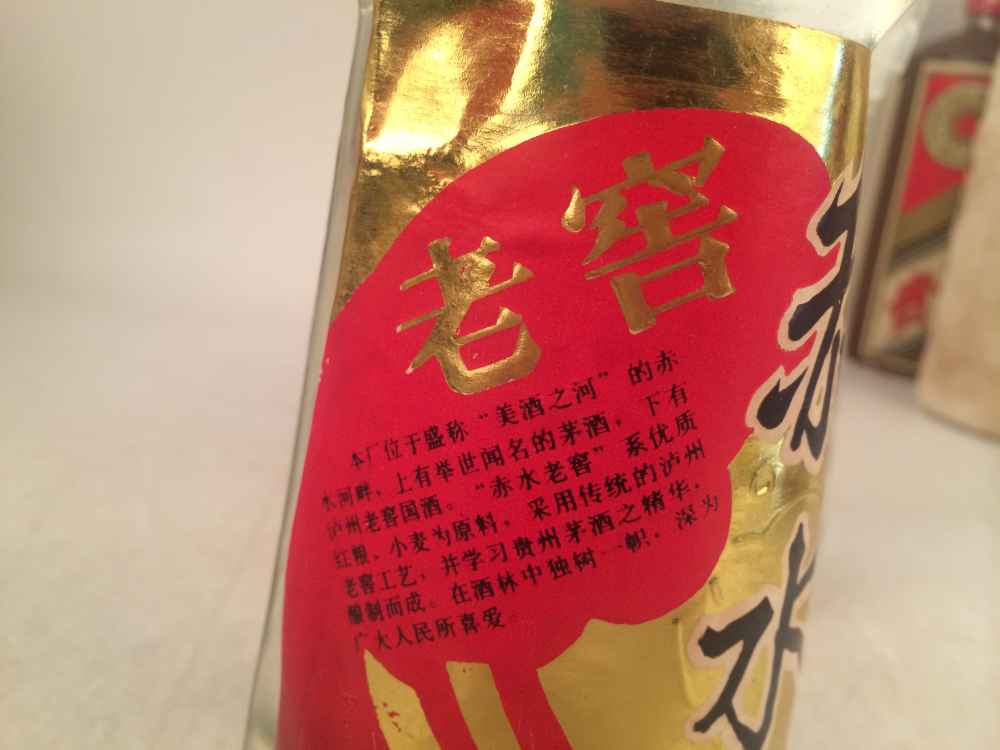 老窖
本厂位于盛称“美酒之河”的赤
水河畔，上有举世闻名的茅酒，下有
泸州老窖国酒。“赤水老窖”系优质
红粮、小麦为原料，采用传统的泸州
老窖工艺，并学习贵州茅酒之精华，
酿制而成。在酒林中独树一帜，深为
广大人民所喜爱。
赤
水